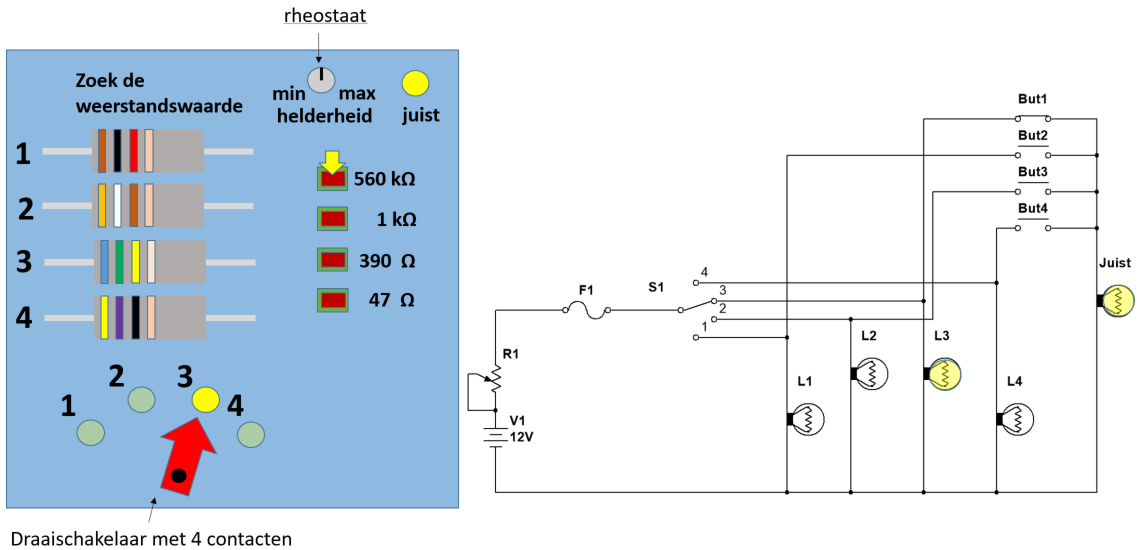 rheostaat
Zoek de
weerstandswaarde
min max
helderheid
juist
1
2
3
4
560 kΩ
1 kΩ
390 Ω
47 Ω
1
2
3
4
Draaischakelaar met 4 contacten
But1
But2
But3
But4
Juist
F1
S1
4
3
2
1
R1
V1
12V
L1
L2
L3
L4